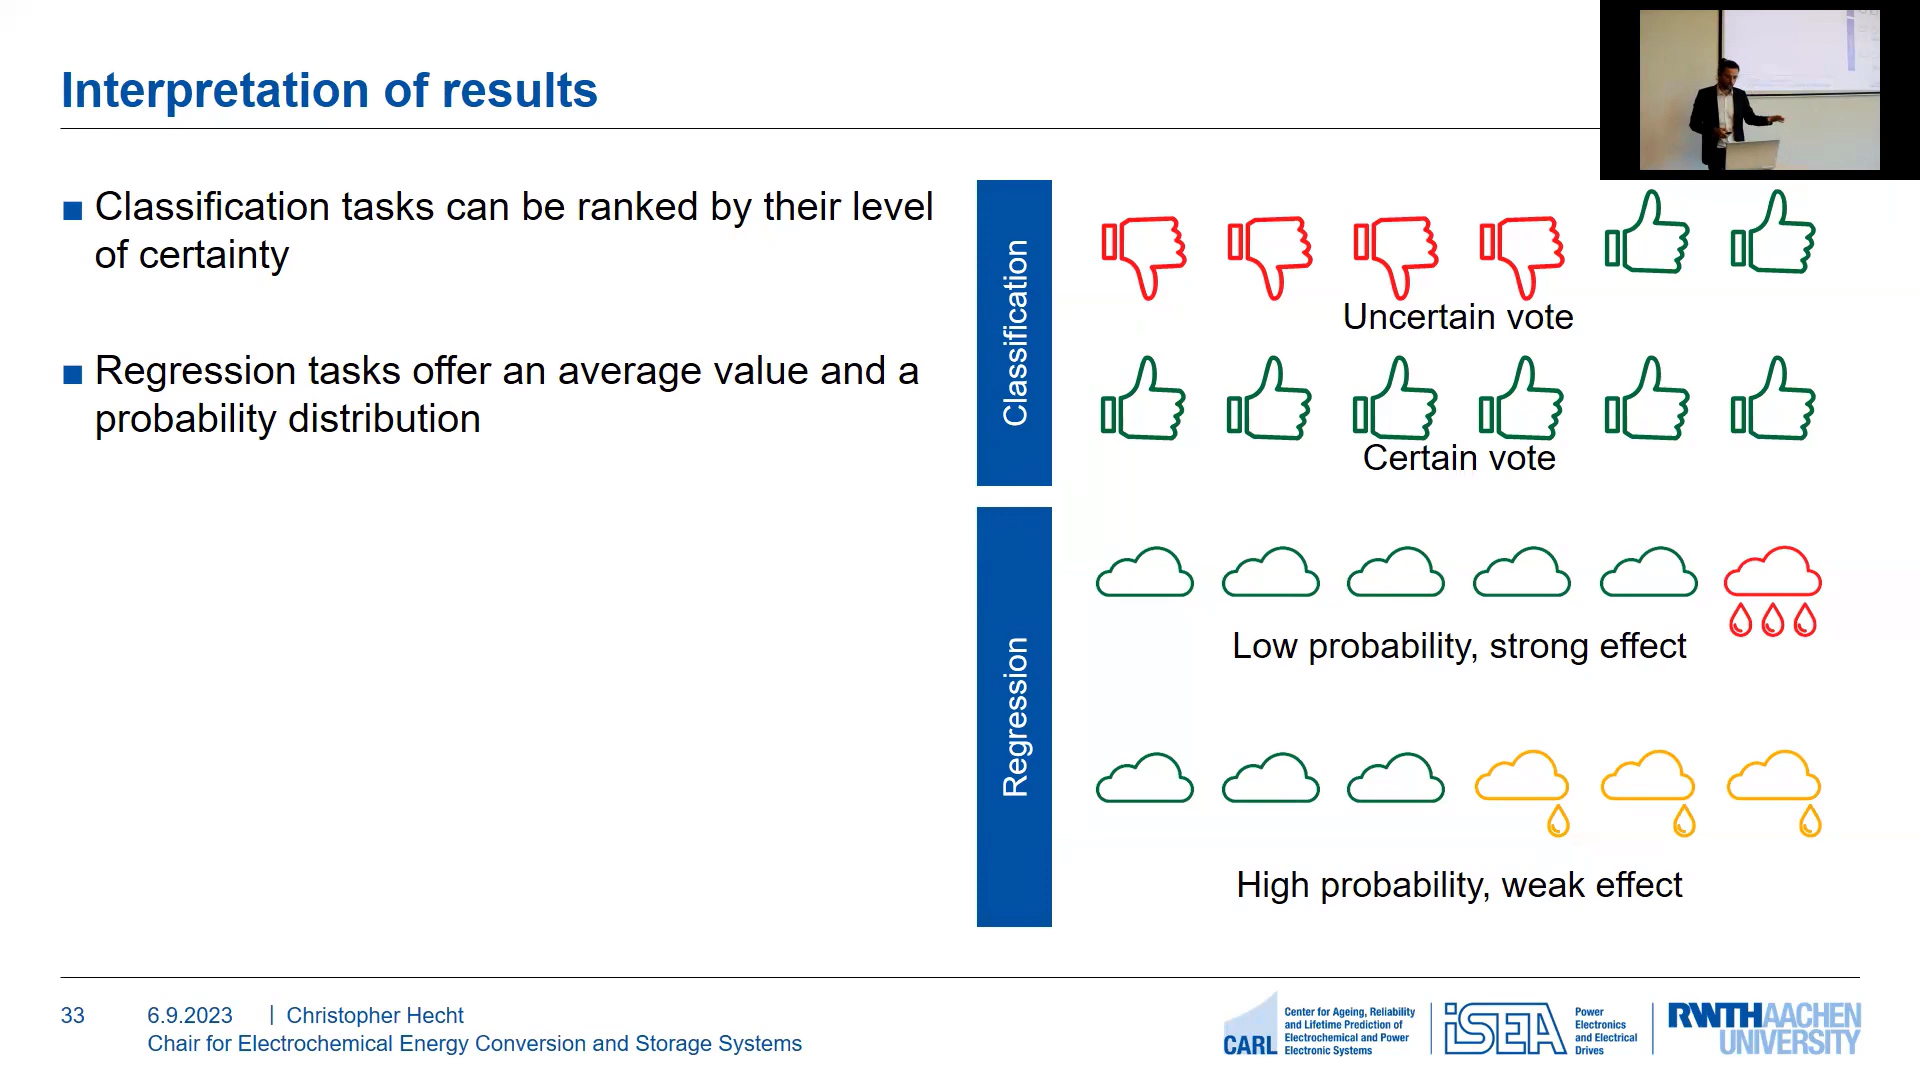 Interpretation of results
Classification tasks can be ranked by their level
of certainty
Regression tasks offer an average value and a
probability distribution
Classification
Uncertain vote
Certain vote
Regression
Low probability, strong effect
High probability, weak effect
33
6.9.2023 | Christopher Hecht
Chair for Electrochemical Energy Conversion and Storage Systems
CARL
Center for Ageing, Reliability
and Lifetime Prediction of
Electrochemical and Power
Electronic Systems
iSEA
Power
Electronics
and Electrical
Drives
RWTHAACHEN
UNIVERSITY